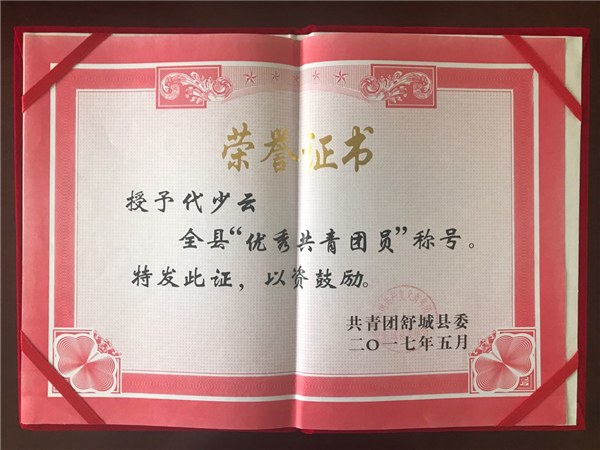 荣誉证书
授予代少云
全县“优秀共青团员”称号。
特发此证，以资鼓励。
共青团舒城县委
二〇一七年五月